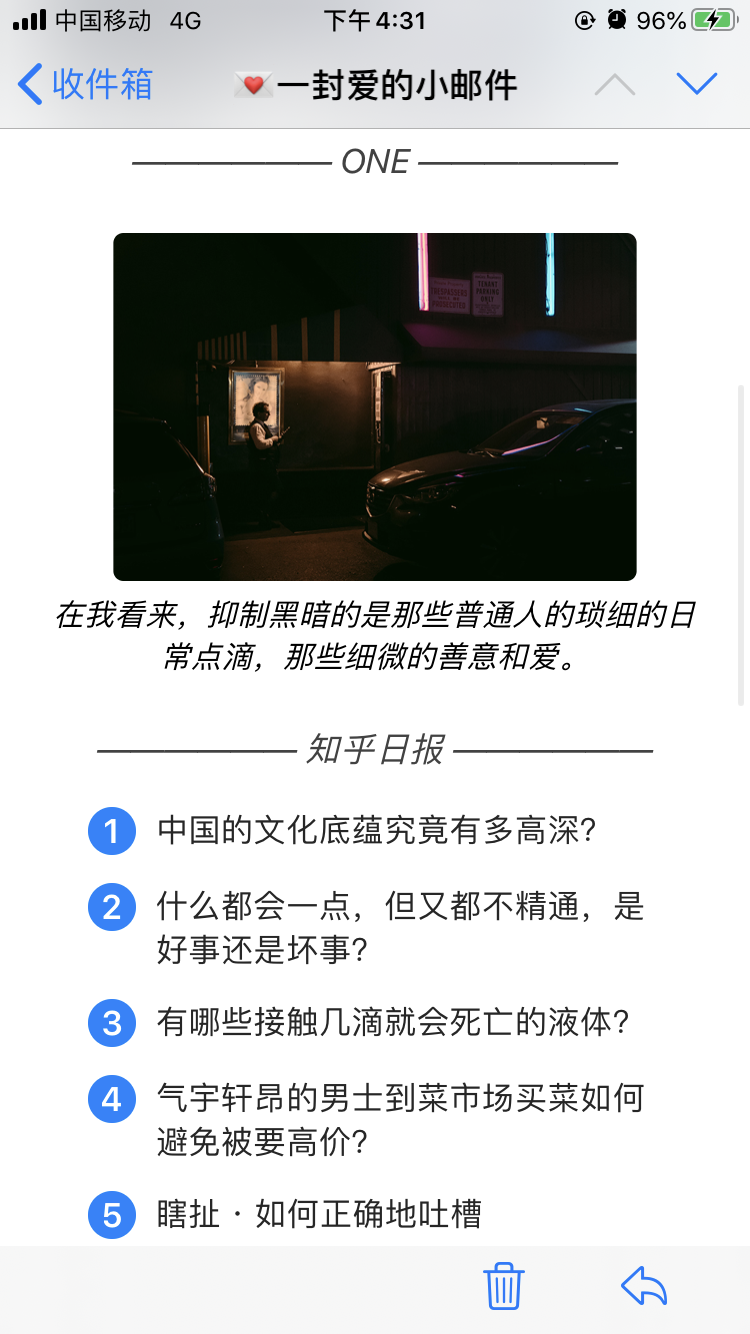 中国移动 4G 下午4:31 96%
收件箱 💌一封爱的小邮件
ONE
TENANT
PARKING
ONLY
在我看来，抑制黑暗的是那些普通人的琐细的日
常点滴，那些细微的善意和爱。
知乎日报
1 中国的文化底蕴究竟有多高深?
2 什么都会一点，但又都不精通，是
好事还是坏事?
3 有哪些接触几滴就会死亡的液体?
4 气宇轩昂的男士到菜市场买菜如何
避免被要高价?
5 瞎扯 · 如何正确地吐槽